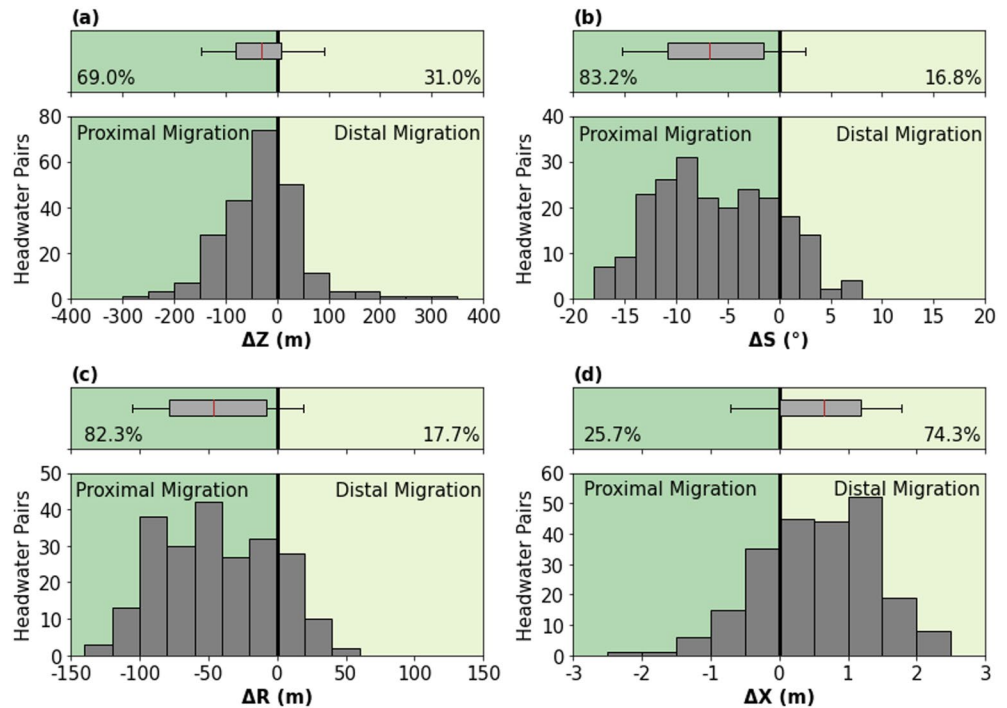 (a)
69.0%
31.0%
80
60
40
20
0
Headwater Pairs
Proximal Migration
Distal Migration
-400 -300 -200 -100 0 100 200 300 400
ΔZ (m)
(b)
83.2%
16.8%
40
30
20
10
0
Headwater Pairs
Proximal Migration
Distal Migration
-20 -15 -10 -5 0 5 10 15 20
ΔS (°)
(c)
82.3%
17.7%
50
40
30
20
10
0
Headwater Pairs
Proximal Migration
Distal Migration
-150 -100 -50 0 50 100 150
ΔR (m)
(d)
25.7%
74.3%
60
50
40
30
20
10
0
Headwater Pairs
Proximal Migration
Distal Migration
-3 -2 -1 0 1 2 3
ΔX (m)